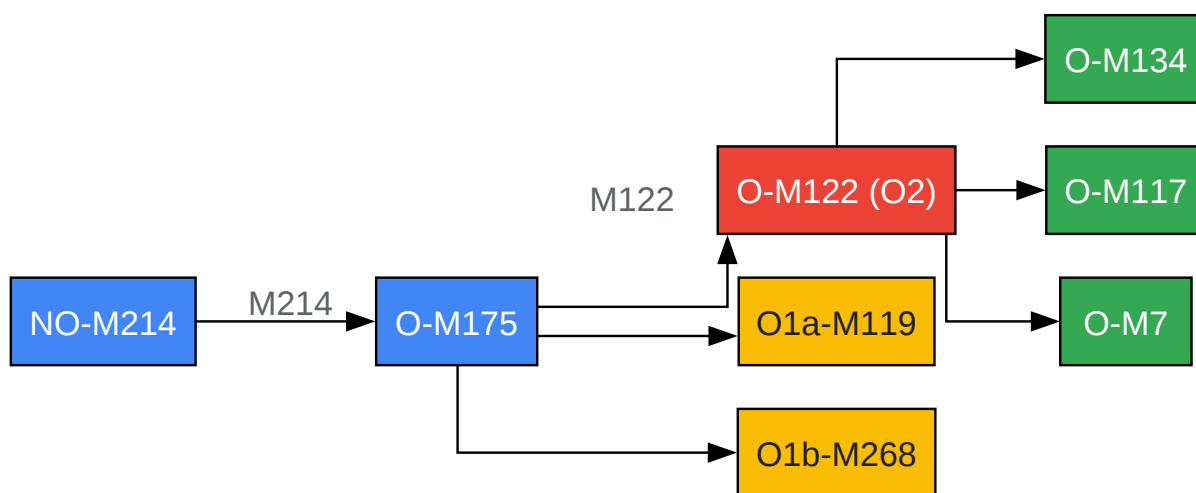 O-M134
O-M122 (O2)
M122
O-M117
NO-M214
M214
O-M175
O1a-M119
O-M7
O1b-M268